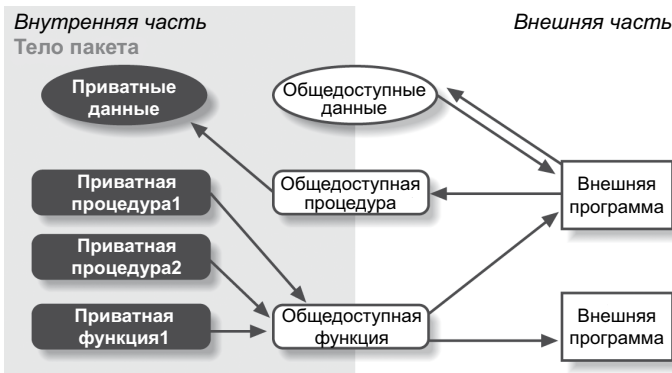 Внутренняя часть
Внешняя часть
Тело пакета
Приватные
данные
Общедоступные
данные
Приватная
процедура1
Общедоступная
процедура
Внешняя
программа
Приватная
процедура2
Приватная
функция1
Общедоступная
функция
Внешняя
программа